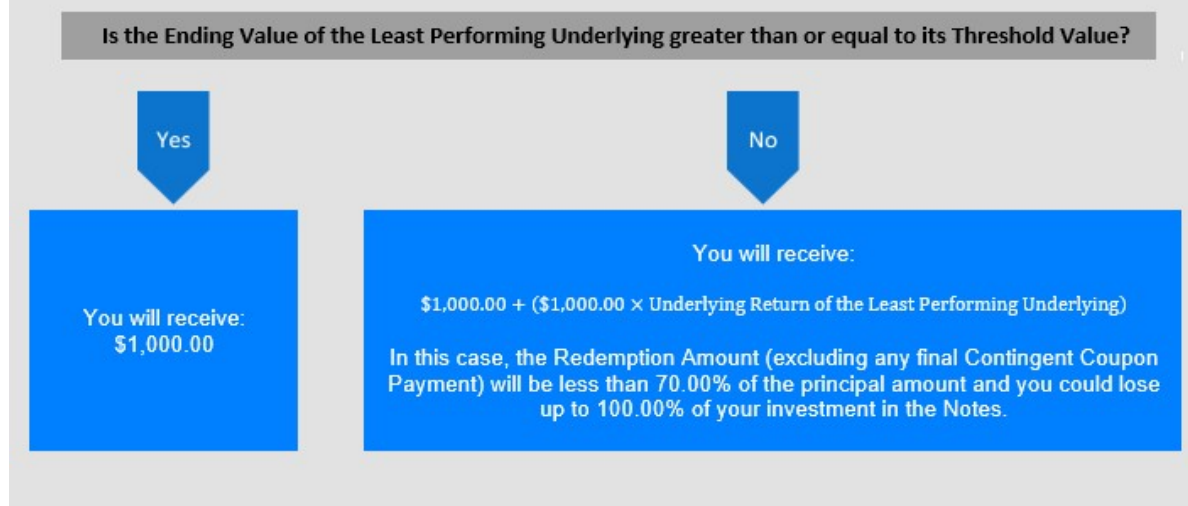 Is the Ending Value of the Least Performing Underlying greater than or equal to its Threshold Value?
Yes
No
You will receive:
$1,000.00
You will receive:
$1,000.00 + ($1,000.00 × Underlying Return of the Least Performing Underlying)
In this case, the Redemption Amount (excluding any final Contingent Coupon
Payment) will be less than 70.00% of the principal amount and you could lose
up to 100.00% of your investment in the Notes.